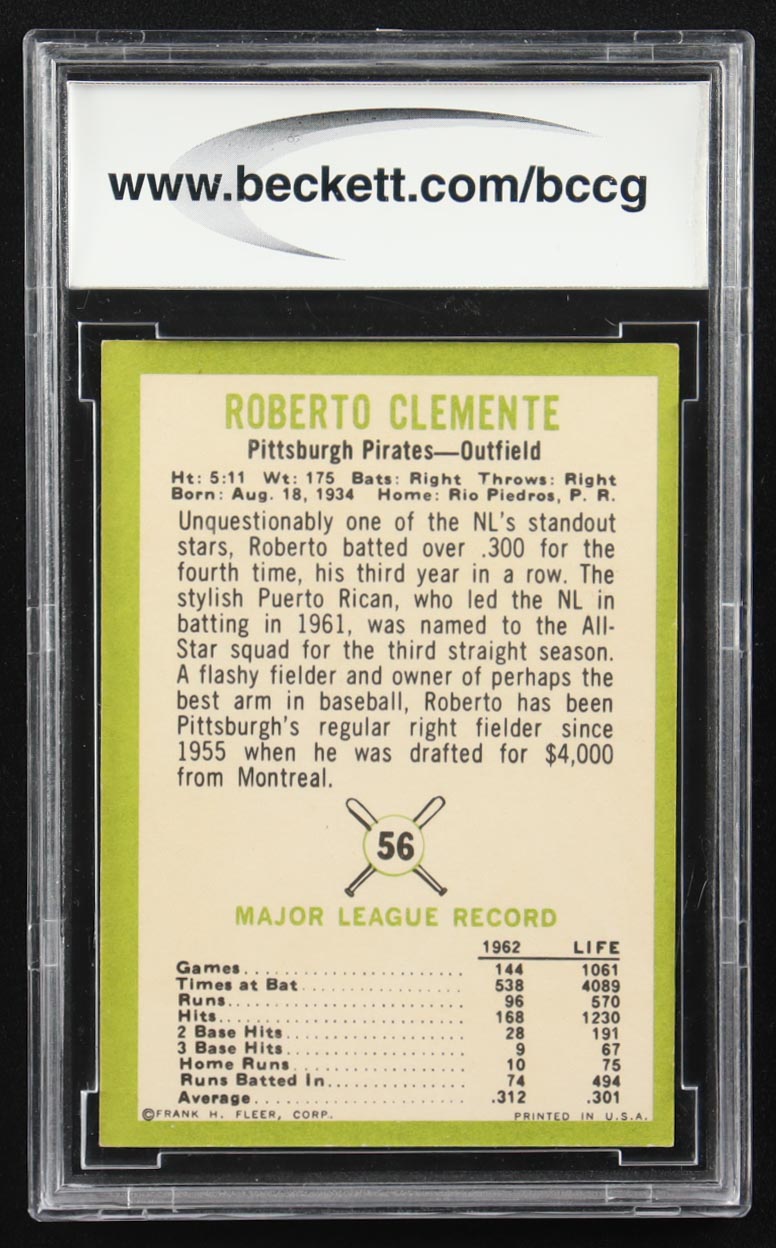 www.beckett.com/bccg
ROBERTO CLEMENTE
Pittsburgh Pirates—Outfield
Ht: 5:11 Wt: 175 Bats: Right Throws: Right
Born: Aug. 18, 1934 Home: Rio Piedros, P. R.
Unquestionably one of the NL's standout
stars, Roberto batted over .300 for the
fourth time, his third year in a row. The
stylish Puerto Rican, who led the NL in
batting in 1961, was named to the All-
Star squad for the third straight season.
A flashy fielder and owner of perhaps the
best arm in baseball, Roberto has been
Pittsburgh's regular right fielder since
1955 when he was drafted for $4,000
from Montreal.
56
MAJOR LEAGUE RECORD
1962 LIFE
Games........................ 144 1061
Times at Bat.................. 538 4089
Runs......................... 96 570
Hits.......................... 168 1230
2 Base Hits................... 28 191
3 Base Hits................... 9 67
Home Runs................... 10 75
Runs Batted In............... 74 494
Average...................... .312 .301
©FRANK H. FLEER, CORP. PRINTED IN U.S.A.